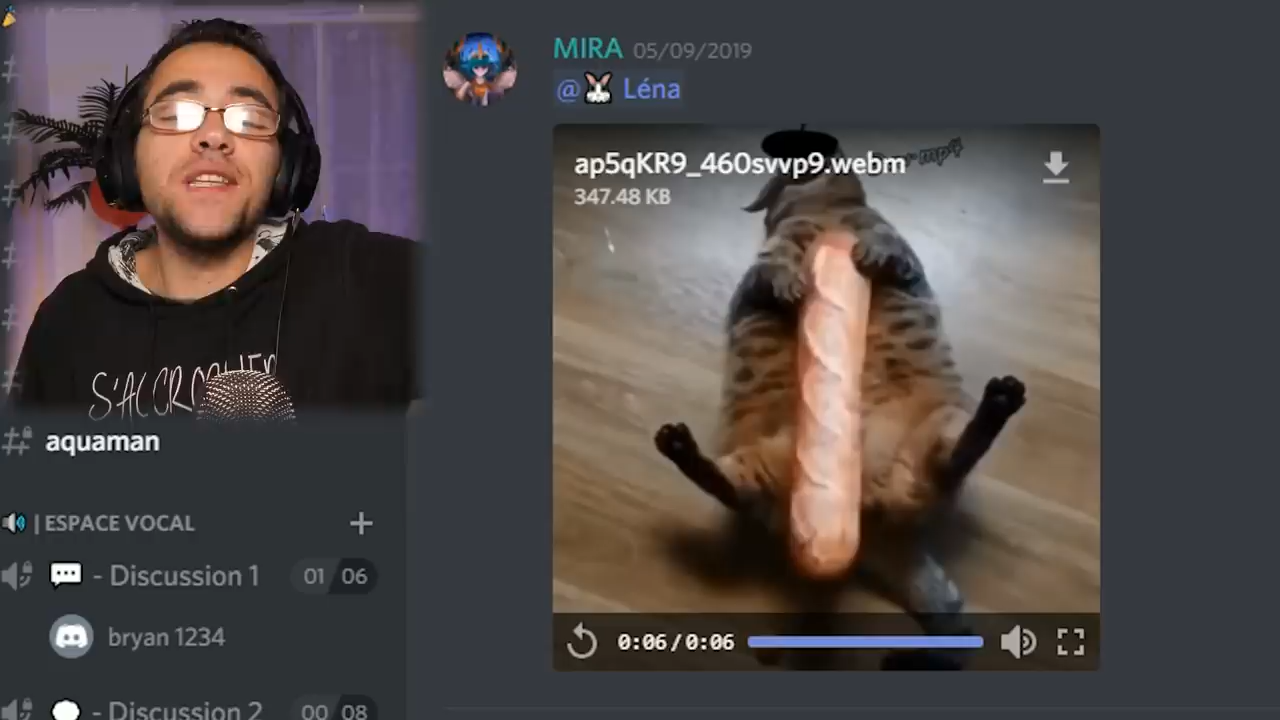 S'ACCROCHER
aquaman
| ESPACE VOCAL
- Discussion 1
01 06
bryan 1234
- Discussion 2
00 08
MIRA 05/09/2019
@ Léna
ap5qKR9_460svvp9.webm
347.48 KB
0:06/0:06